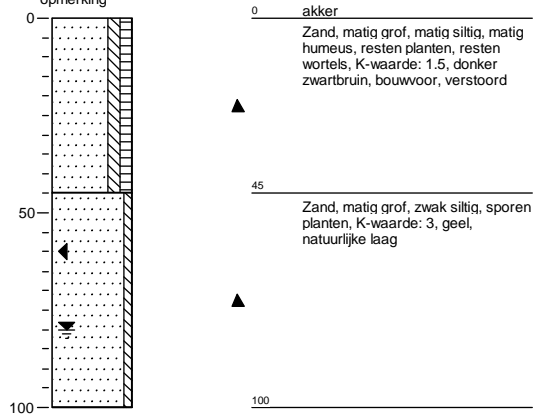 opmerking
0
50
100
0 akker
Zand, matig grof, matig siltig, matig
humeus, resten planten, resten
wortels, K-waarde: 1.5, donker
zwartbruin, bouwvoor, verstoord
45
Zand, matig grof, zwak siltig, sporen
planten, K-waarde: 3, geel,
natuurlijke laag
100